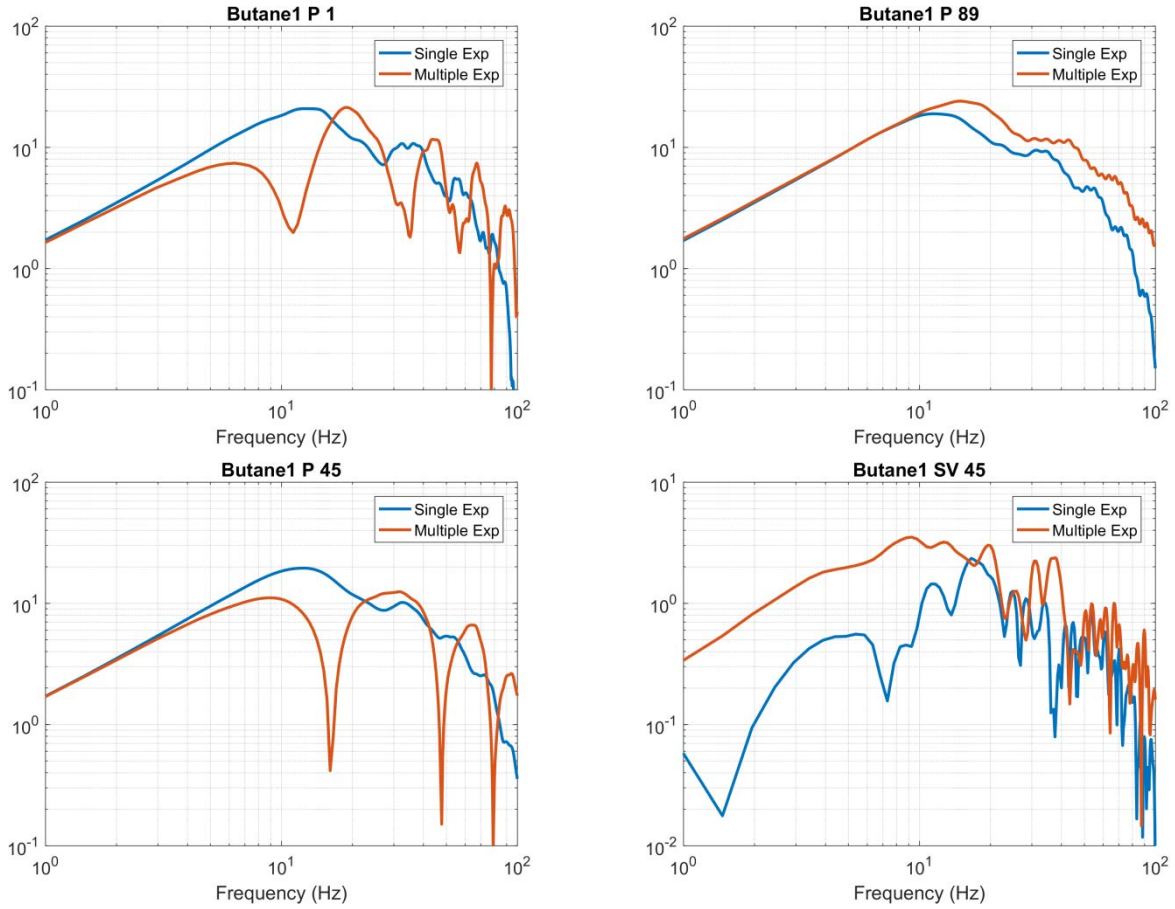 Butane1 P 1
10^2
10^1
10^0
10^-1
Single Exp
Multiple Exp
10^0
10^1
10^2
Frequency (Hz)
Butane1 P 89
10^2
10^1
10^0
10^-1
Single Exp
Multiple Exp
10^0
10^1
10^2
Frequency (Hz)
Butane1 P 45
10^2
10^1
10^0
10^-1
Single Exp
Multiple Exp
10^0
10^1
10^2
Frequency (Hz)
Butane1 SV 45
10^1
10^0
10^-1
10^-2
Single Exp
Multiple Exp
10^0
10^1
10^2
Frequency (Hz)